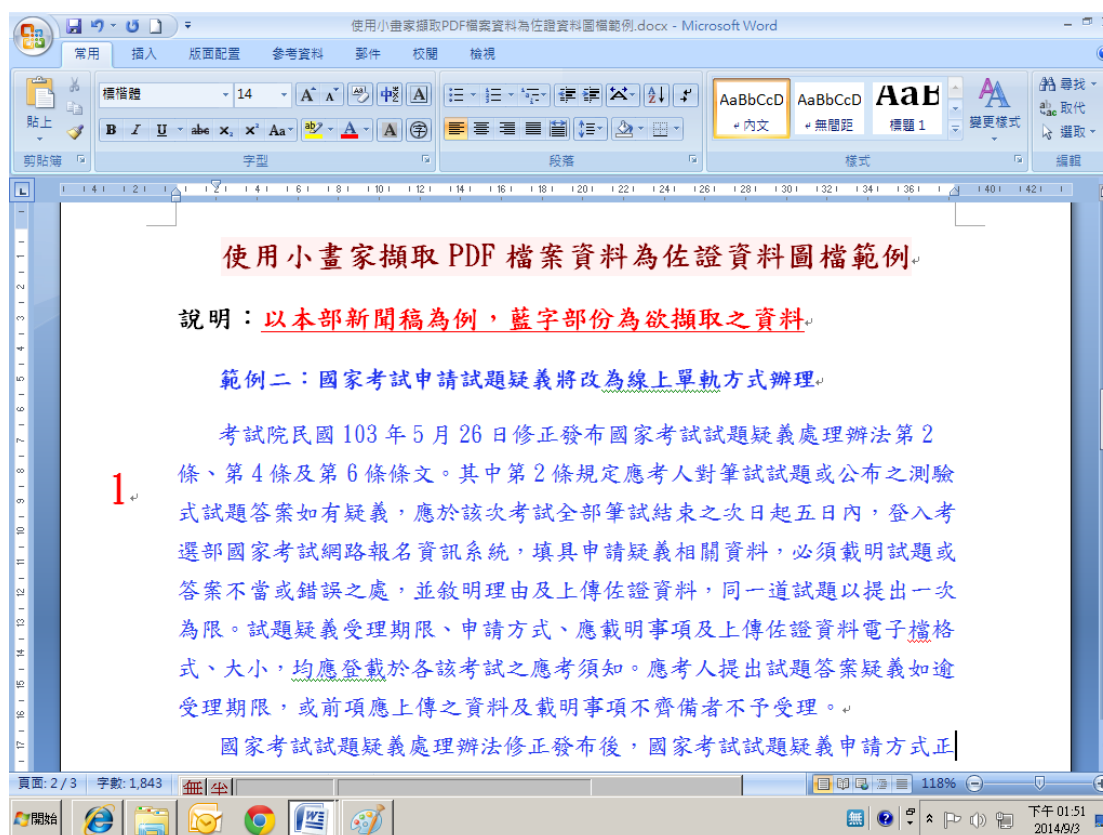 使用小畫家擷取PDF檔案資料為佐證資料圖檔範例.docx - Microsoft Word
常用 插入 版面配置 參考資料 郵件 校閱 檢視
標楷體 14
貼上
AaBbCcD AaBbCcD AaB
內文 無間距 標題 1
變更樣式
尋找
取代
選取
剪貼簿 字型 段落 樣式 編輯
使用小畫家擷取 PDF 檔案資料為佐證資料圖檔範例
說明：以本部新聞稿為例，藍字部份為欲擷取之資料
範例二：國家考試申請試題疑義將改為線上單軌方式辦理
考試院民國 103 年 5 月 26 日修正發布國家考試試題疑義處理辦法第 2
條、第 4 條及第 6 條條文。其中第 2 條規定應考人對筆試試題或公布之測驗
1
式試題答案如有疑義，應於該次考試全部筆試結束之次日起五日內，登入考
選部國家考試網路報名資訊系統，填具申請疑義相關資料，必須載明試題或
答案不當或錯誤之處，並敘明理由及上傳佐證資料，同一道試題以提出一次
為限。試題疑義受理期限、申請方式、應載明事項及上傳佐證資料電子檔格
式、大小，均應登載於各該考試之應考須知。應考人提出試題答案疑義如逾
受理期限，或前項應上傳之資料及載明事項不齊備者不予受理。
國家考試試題疑義處理辦法修正發布後，國家考試試題疑義申請方式正
頁面: 2 / 3 字數: 1,843 無 半 118%
開始 下午 01:51
2014/9/3